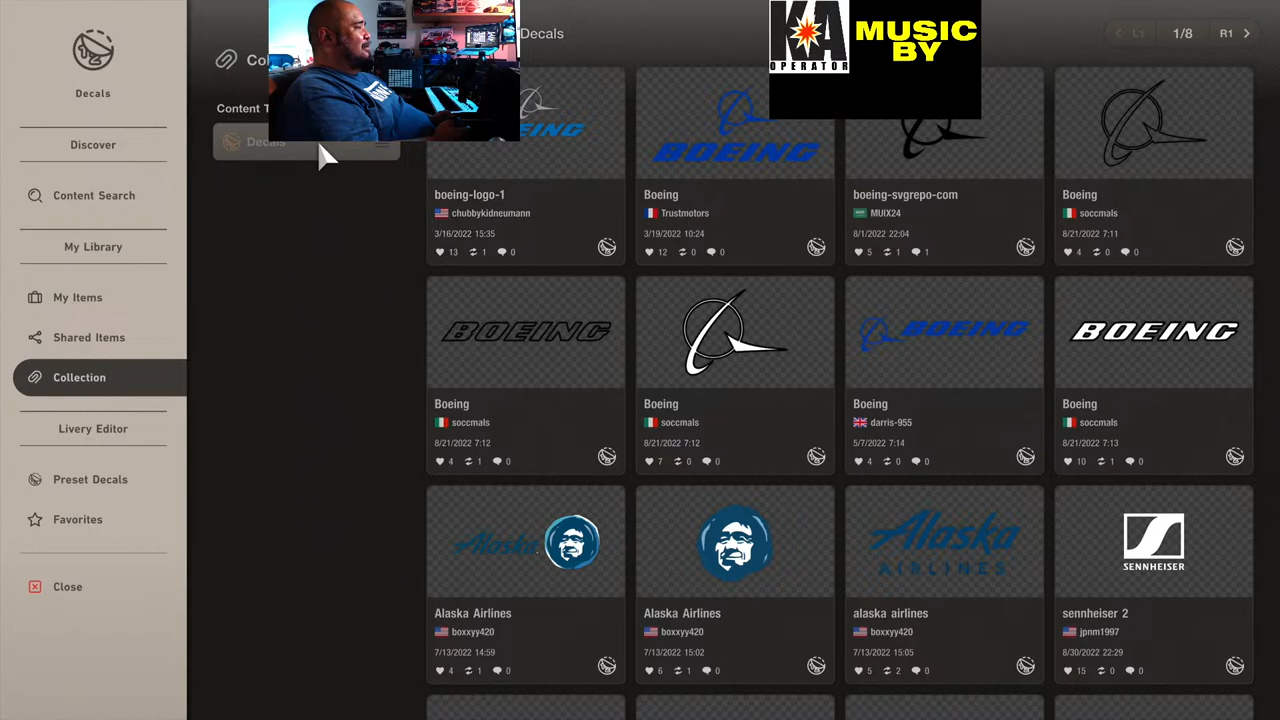 Decals
Discover
Content Search
My Library
My Items
Shared Items
Collection
Livery Editor
Preset Decals
Favorites
Close
Co
Content T
Decals
Decals
KA
OPERATOR
MUSIC
BY
L1
1/8
R1
EING
boeing-logo-1
chubbykidneumann
3/16/2022 15:35
13 1 0
BOEING
Boeing
Trustmotors
3/19/2022 10:24
12 0 0
boeing-svgrepo-com
MUIX24
8/1/2022 22:04
5 1 1
Boeing
soccmals
8/21/2022 7:11
4 0 0
BOEING
Boeing
soccmals
8/21/2022 7:12
4 1 0
Boeing
soccmals
8/21/2022 7:12
7 0 0
BOEING
Boeing
darris-955
5/7/2022 7:14
4 0 0
BOEING
Boeing
soccmals
8/21/2022 7:13
10 1 0
Alaska
Alaska Airlines
boxxyy420
7/13/2022 14:59
4 1 0
Alaska Airlines
boxxyy420
7/13/2022 15:02
6 1 0
Alaska
AIRLINES
alaska airlines
boxxyy420
7/13/2022 15:05
5 2 0
SENNHEISER
sennheiser 2
jpnm1997
8/30/2022 22:29
15 0 0